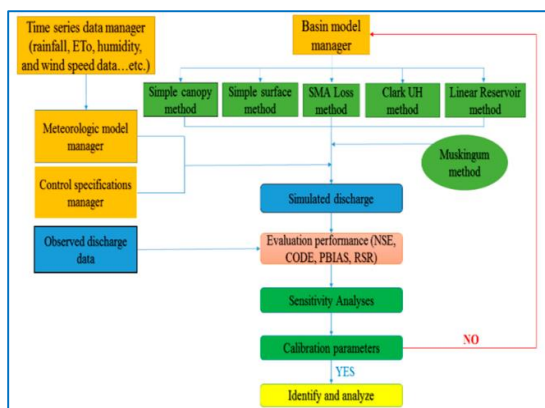 Time series data manager
(rainfall, ETo, humidity,
and wind speed data…etc.)
Basin model
manager
Simple canopy
method
Simple surface
method
SMA Loss
method
Clark UH
method
Linear Reservoir
method
Meteorologic model
manager
Muskingum
method
Control specifications
manager
Simulated discharge
Observed discharge
data
Evaluation performance (NSE,
CODE, PBIAS, RSR)
Sensitivity Analyses
NO
Calibration parameters
YES
Identify and analyze